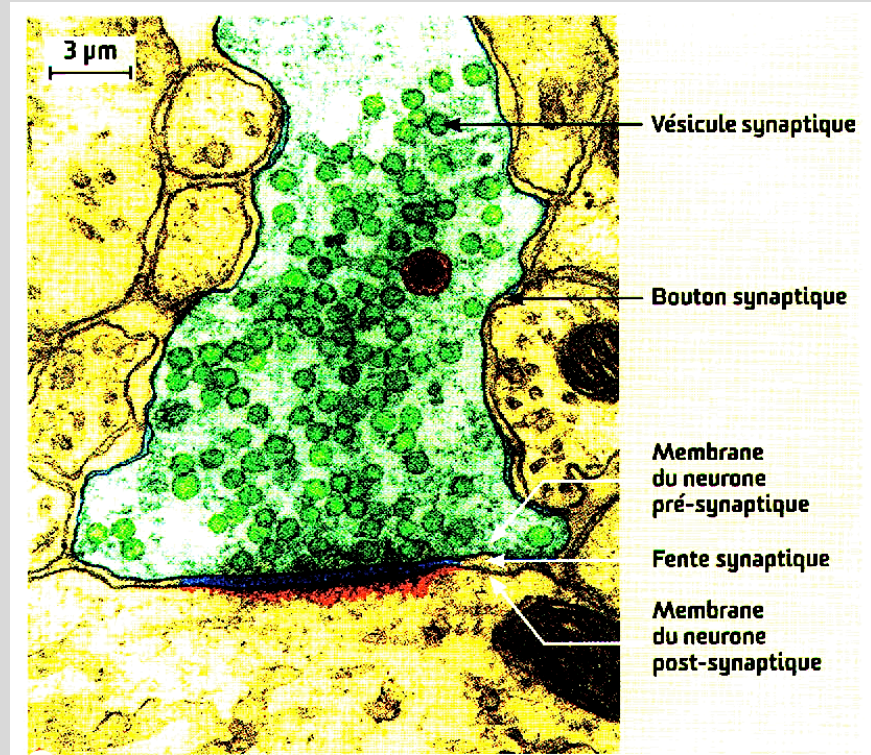 3 µm
Vésicule synaptique
Bouton synaptique
Membrane
du neurone
pré-synaptique
Fente synaptique
Membrane
du neurone
post-synaptique